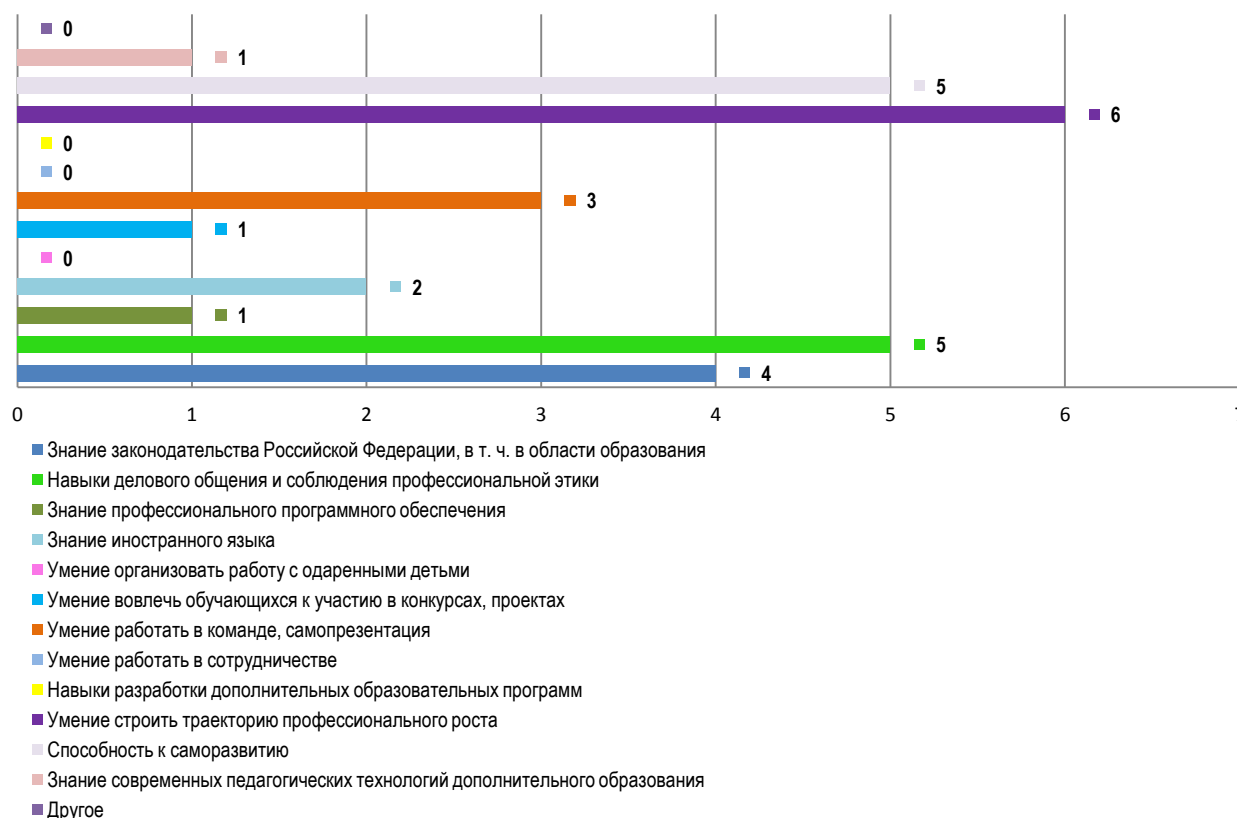 0
1
5
6
0
0
3
1
0
2
1
5
4
0 1 2 3 4 5 6 7
Знание законодательства Российской Федерации, в т. ч. в области образования
Навыки делового общения и соблюдения профессиональной этики
Знание профессионального программного обеспечения
Знание иностранного языка
Умение организовать работу с одаренными детьми
Умение вовлечь обучающихся к участию в конкурсах, проектах
Умение работать в команде, самопрезентация
Умение работать в сотрудничестве
Навыки разработки дополнительных образовательных программ
Умение строить траекторию профессионального роста
Способность к саморазвитию
Знание современных педагогических технологий дополнительного образования
Другое